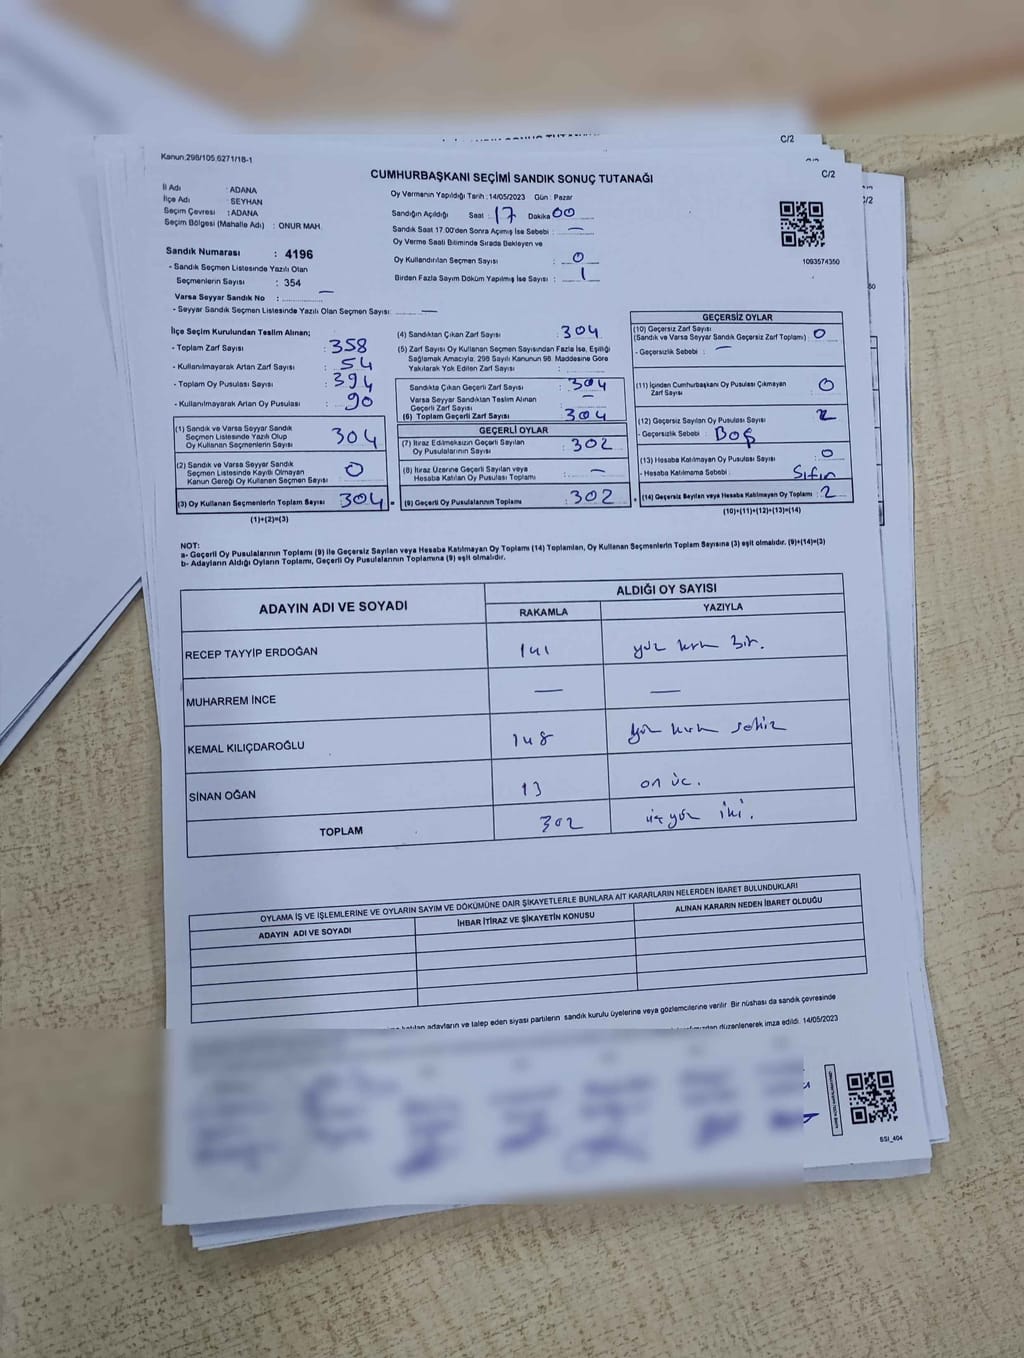 C/2
Kanun.298/105.6271/18-1
C/2
CUMHURBAŞKANI SEÇİMİ SANDIK SONUÇ TUTANAĞI
İl Adı : ADANA
İlçe Adı : SEYHAN
Seçim Çevresi : ADANA
Seçim Bölgesi (Mahalle Adı) : ONUR MAH.
Oy Vermenin Yapıldığı Tarih : 14/05/2023 Gün : Pazar
Sandığın Açıldığı Saat : 17 Dakika 00
Sandık Saat 17.00'den Sonra Açılmış İse Sebebi : —
Oy Verme Saati Bitiminde Sırada Bekleyen ve
Oy Kullandırılan Seçmen Sayısı : 0
Birden Fazla Sayım Döküm Yapılmış İse Sayısı : 1
1093574350
Sandık Numarası : 4196
- Sandık Seçmen Listesinde Yazılı Olan
Seçmenlerin Sayısı : 354
Varsa Seyyar Sandık No : —
- Seyyar Sandık Seçmen Listesinde Yazılı Olan Seçmen Sayısı —
İlçe Seçim Kurulundan Teslim Alınan;
- Toplam Zarf Sayısı : 358
- Kullanılmayarak Artan Zarf Sayısı : 54
- Toplam Oy Pusulası Sayısı : 394
- Kullanılmayarak Artan Oy Pusulası : 90
(1) Sandık ve Varsa Seyyar Sandık
Seçmen Listesinde Yazılı Olup
Oy Kullanan Seçmenlerin Sayısı 304
(2) Sandık ve Varsa Seyyar Sandık
Seçmen Listesinde Kayıtlı Olmayan
Kanun Gereği Oy Kullanan Seçmen Sayısı 0
(3) Oy Kullanan Seçmenlerin Toplam Sayısı 304
(1)+(2)=(3)
(4) Sandıktan Çıkan Zarf Sayısı : 304
(5) Zarf Sayısı Oy Kullanan Seçmen Sayısından Fazla İse, Eşitliği
Sağlamak Amacıyla, 298 Sayılı Kanunun 98. Maddesine Göre
Yakılarak Yok Edilen Zarf Sayısı :
Sandıkta Çıkan Geçerli Zarf Sayısı : 304
Varsa Seyyar Sandıktan Teslim Alınan
Geçerli Zarf Sayısı : —
(6) Toplam Geçerli Zarf Sayısı : 304
GEÇERLİ OYLAR
(7) İtiraz Edilmeksizin Geçerli Sayılan
Oy Pusulalarının Sayısı : 302
(8) İtiraz Üzerine Geçerli Sayılan veya
Hesaba Katılan Oy Pusulası Toplamı : —
(9) Geçerli Oy Pusulalarının Toplamı : 302
GEÇERSİZ OYLAR
(10) Geçersiz Zarf Sayısı
(Sandık ve Varsa Seyyar Sandık Geçersiz Zarf Toplamı) : 0
- Geçersizlik Sebebi : —
(11) İçinden Cumhurbaşkanı Oy Pusulası Çıkmayan
Zarf Sayısı : 0
(12) Geçersiz Sayılan Oy Pusulası Sayısı : 2
- Geçersizlik Sebebi : Boş
(13) Hesaba Katılmayan Oy Pusulası Sayısı : 0
- Hesaba Katılmama Sebebi : Sıfır
(14) Geçersiz Sayılan veya Hesaba Katılmayan Oy Toplamı : 2
(10)+(11)+(12)+(13)=(14)
NOT:
a- Geçerli Oy Pusulalarının Toplamı (9) ile Geçersiz Sayılan veya Hesaba Katılmayan Oy Toplamı (14) Toplamları, Oy Kullanan Seçmenlerin Toplam Sayısına (3) eşit olmalıdır. (9)+(14)=(3)
b- Adayların Aldığı Oyların Toplamı, Geçerli Oy Pusulalarının Toplamına (9) eşit olmalıdır.
ADAYIN ADI VE SOYADI
ALDIĞI OY SAYISI
RAKAMLA YAZIYLA
RECEP TAYYİP ERDOĞAN 141 yüz kırk bir.
MUHARREM İNCE — —
KEMAL KILIÇDAROĞLU 148 yüz kırk sekiz
SİNAN OĞAN 13 on üç.
TOPLAM 302 üç yüz iki.
OYLAMA İŞ VE İŞLEMLERİNE VE OYLARIN SAYIM VE DÖKÜMÜNE DAİR ŞİKAYETLERLE BUNLARA AİT KARARLARIN NELERDEN İBARET BULUNDUKLARI
ADAYIN ADI VE SOYADI İHBAR İTİRAZ VE ŞİKAYETİN KONUSU ALINAN KARARIN NEDEN İBARET OLDUĞU
adayların ve talep eden siyasi partilerin sandık kurulu üyelerine veya gözlemcilerine verilir. Bir nüshası da sandık çevresinde
düzenlenerek imza edildi. 14/05/2023
SSİ_404